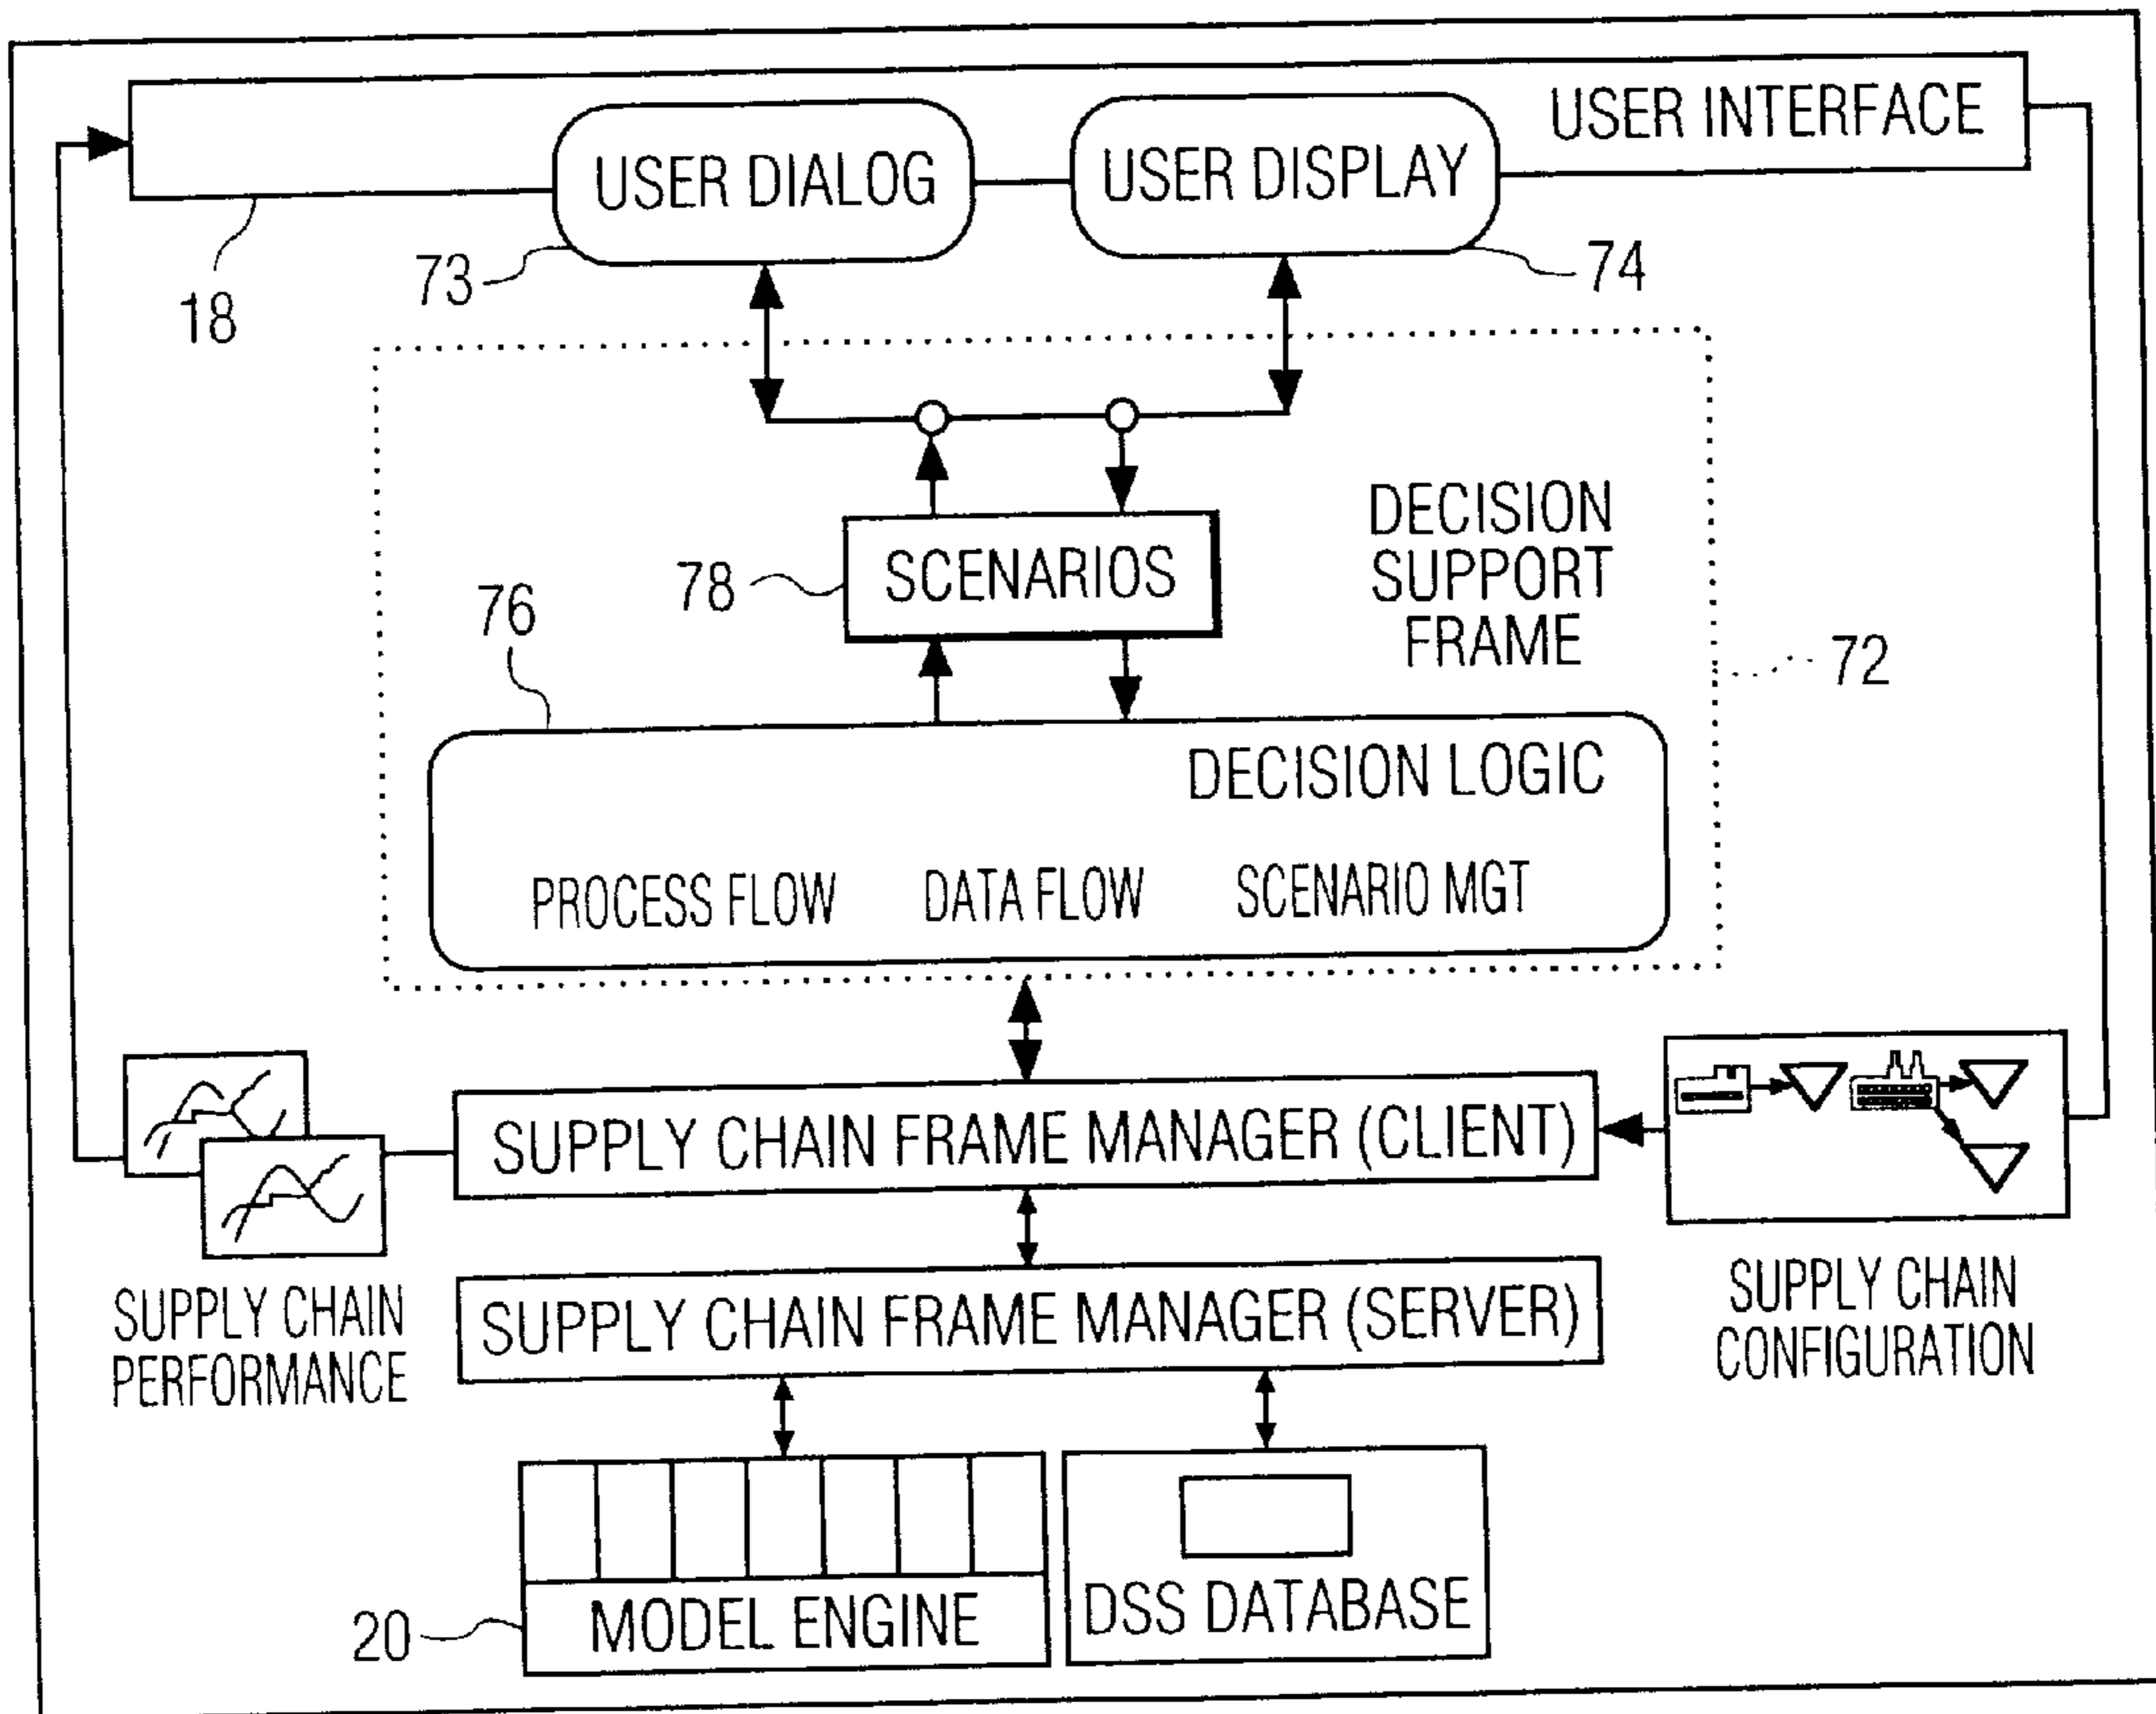 USER INTERFACE
USER DIALOG
USER DISPLAY
73
74
18
DECISION
SUPPORT
FRAME
78
SCENARIOS
76
72
DECISION LOGIC
PROCESS FLOW
DATA FLOW
SCENARIO MGT
SUPPLY CHAIN FRAME MANAGER (CLIENT)
SUPPLY CHAIN
PERFORMANCE
SUPPLY CHAIN FRAME MANAGER (SERVER)
SUPPLY CHAIN
CONFIGURATION
20
MODEL ENGINE
DSS DATABASE